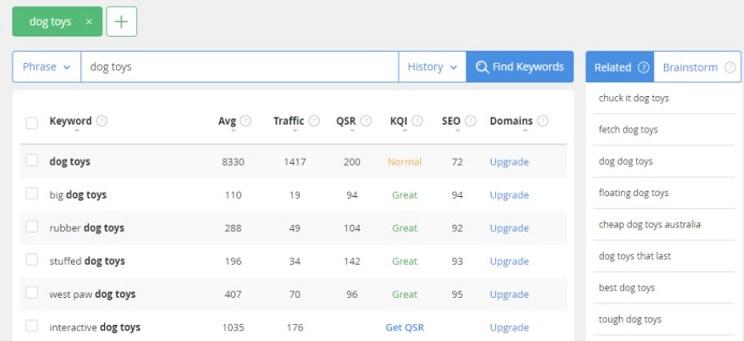 dog toys × +
Phrase dog toys History Find Keywords
Related ? Brainstorm ?
Keyword ? Avg ? Traffic ? QSR ? KQI ? SEO ? Domains ?
dog toys 8330 1417 200 Normal 72 Upgrade
big dog toys 110 19 94 Great 94 Upgrade
rubber dog toys 288 49 104 Great 92 Upgrade
stuffed dog toys 196 34 142 Great 93 Upgrade
west paw dog toys 407 70 96 Great 95 Upgrade
interactive dog toys 1035 176 Get QSR Upgrade
chuck it dog toys
fetch dog toys
dog dog toys
floating dog toys
cheap dog toys australia
dog toys that last
best dog toys
tough dog toys